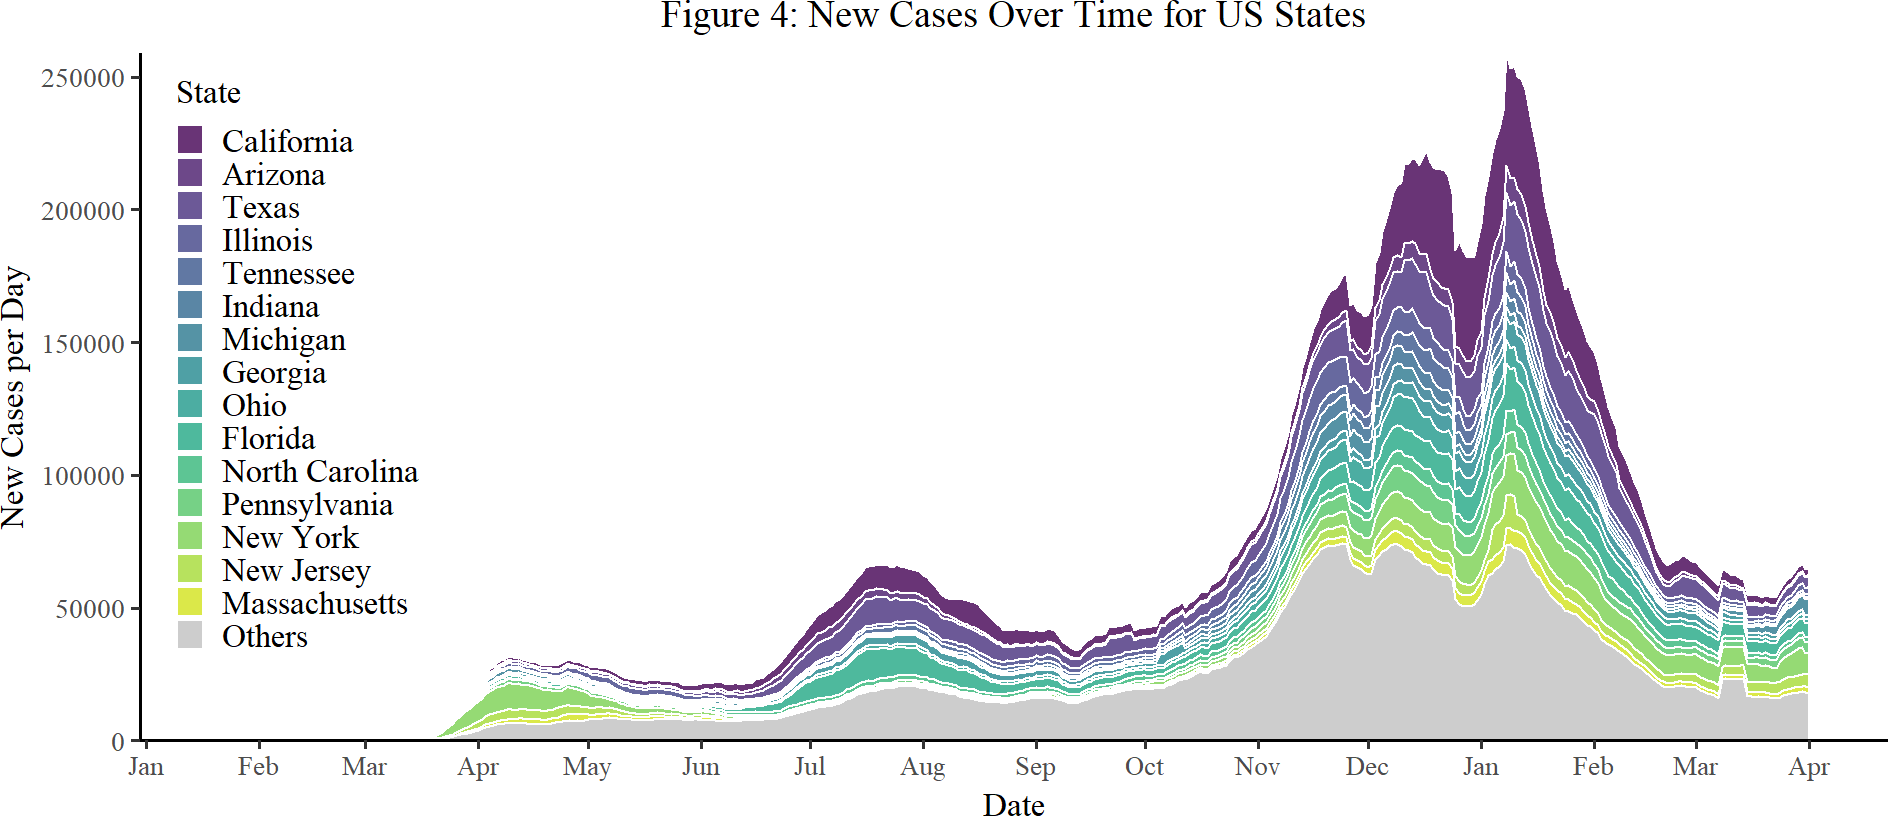 Figure 4: New Cases Over Time for US States
New Cases per Day
250000
200000
150000
100000
50000
0
State
California
Arizona
Texas
Illinois
Tennessee
Indiana
Michigan
Georgia
Ohio
Florida
North Carolina
Pennsylvania
New York
New Jersey
Massachusetts
Others
Jan Feb Mar Apr May Jun Jul Aug Sep Oct Nov Dec Jan Feb Mar Apr
Date